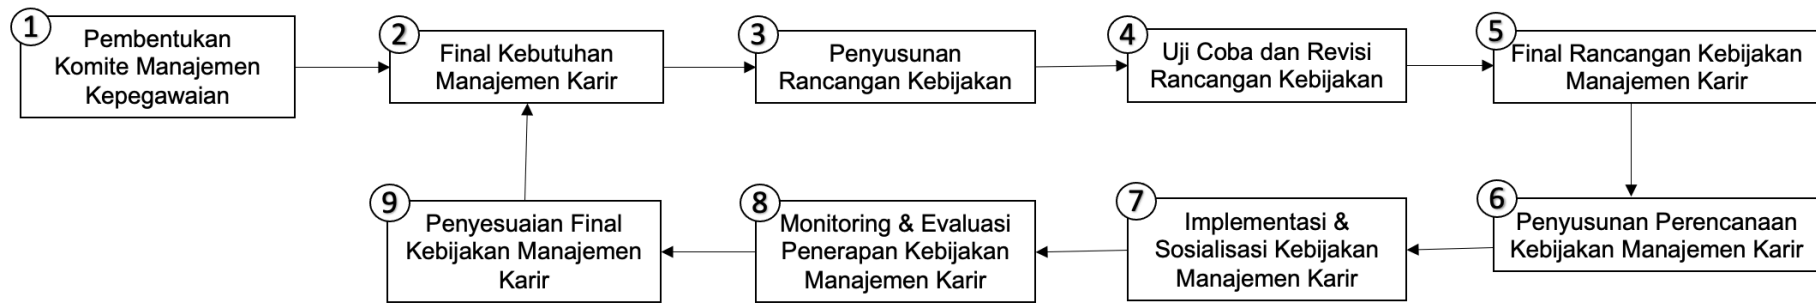 1
Pembentukan
Komite Manajemen
Kepegawaian
2
Final Kebutuhan
Manajemen Karir
3
Penyusunan
Rancangan Kebijakan
4
Uji Coba dan Revisi
Rancangan Kebijakan
5
Final Rancangan Kebijakan
Manajemen Karir
6
Penyusunan Perencanaan
Kebijakan Manajemen Karir
7
Implementasi &
Sosialisasi Kebijakan
Manajemen Karir
8
Monitoring & Evaluasi
Penerapan Kebijakan
Manajemen Karir
9
Penyesuaian Final
Kebijakan Manajemen
Karir